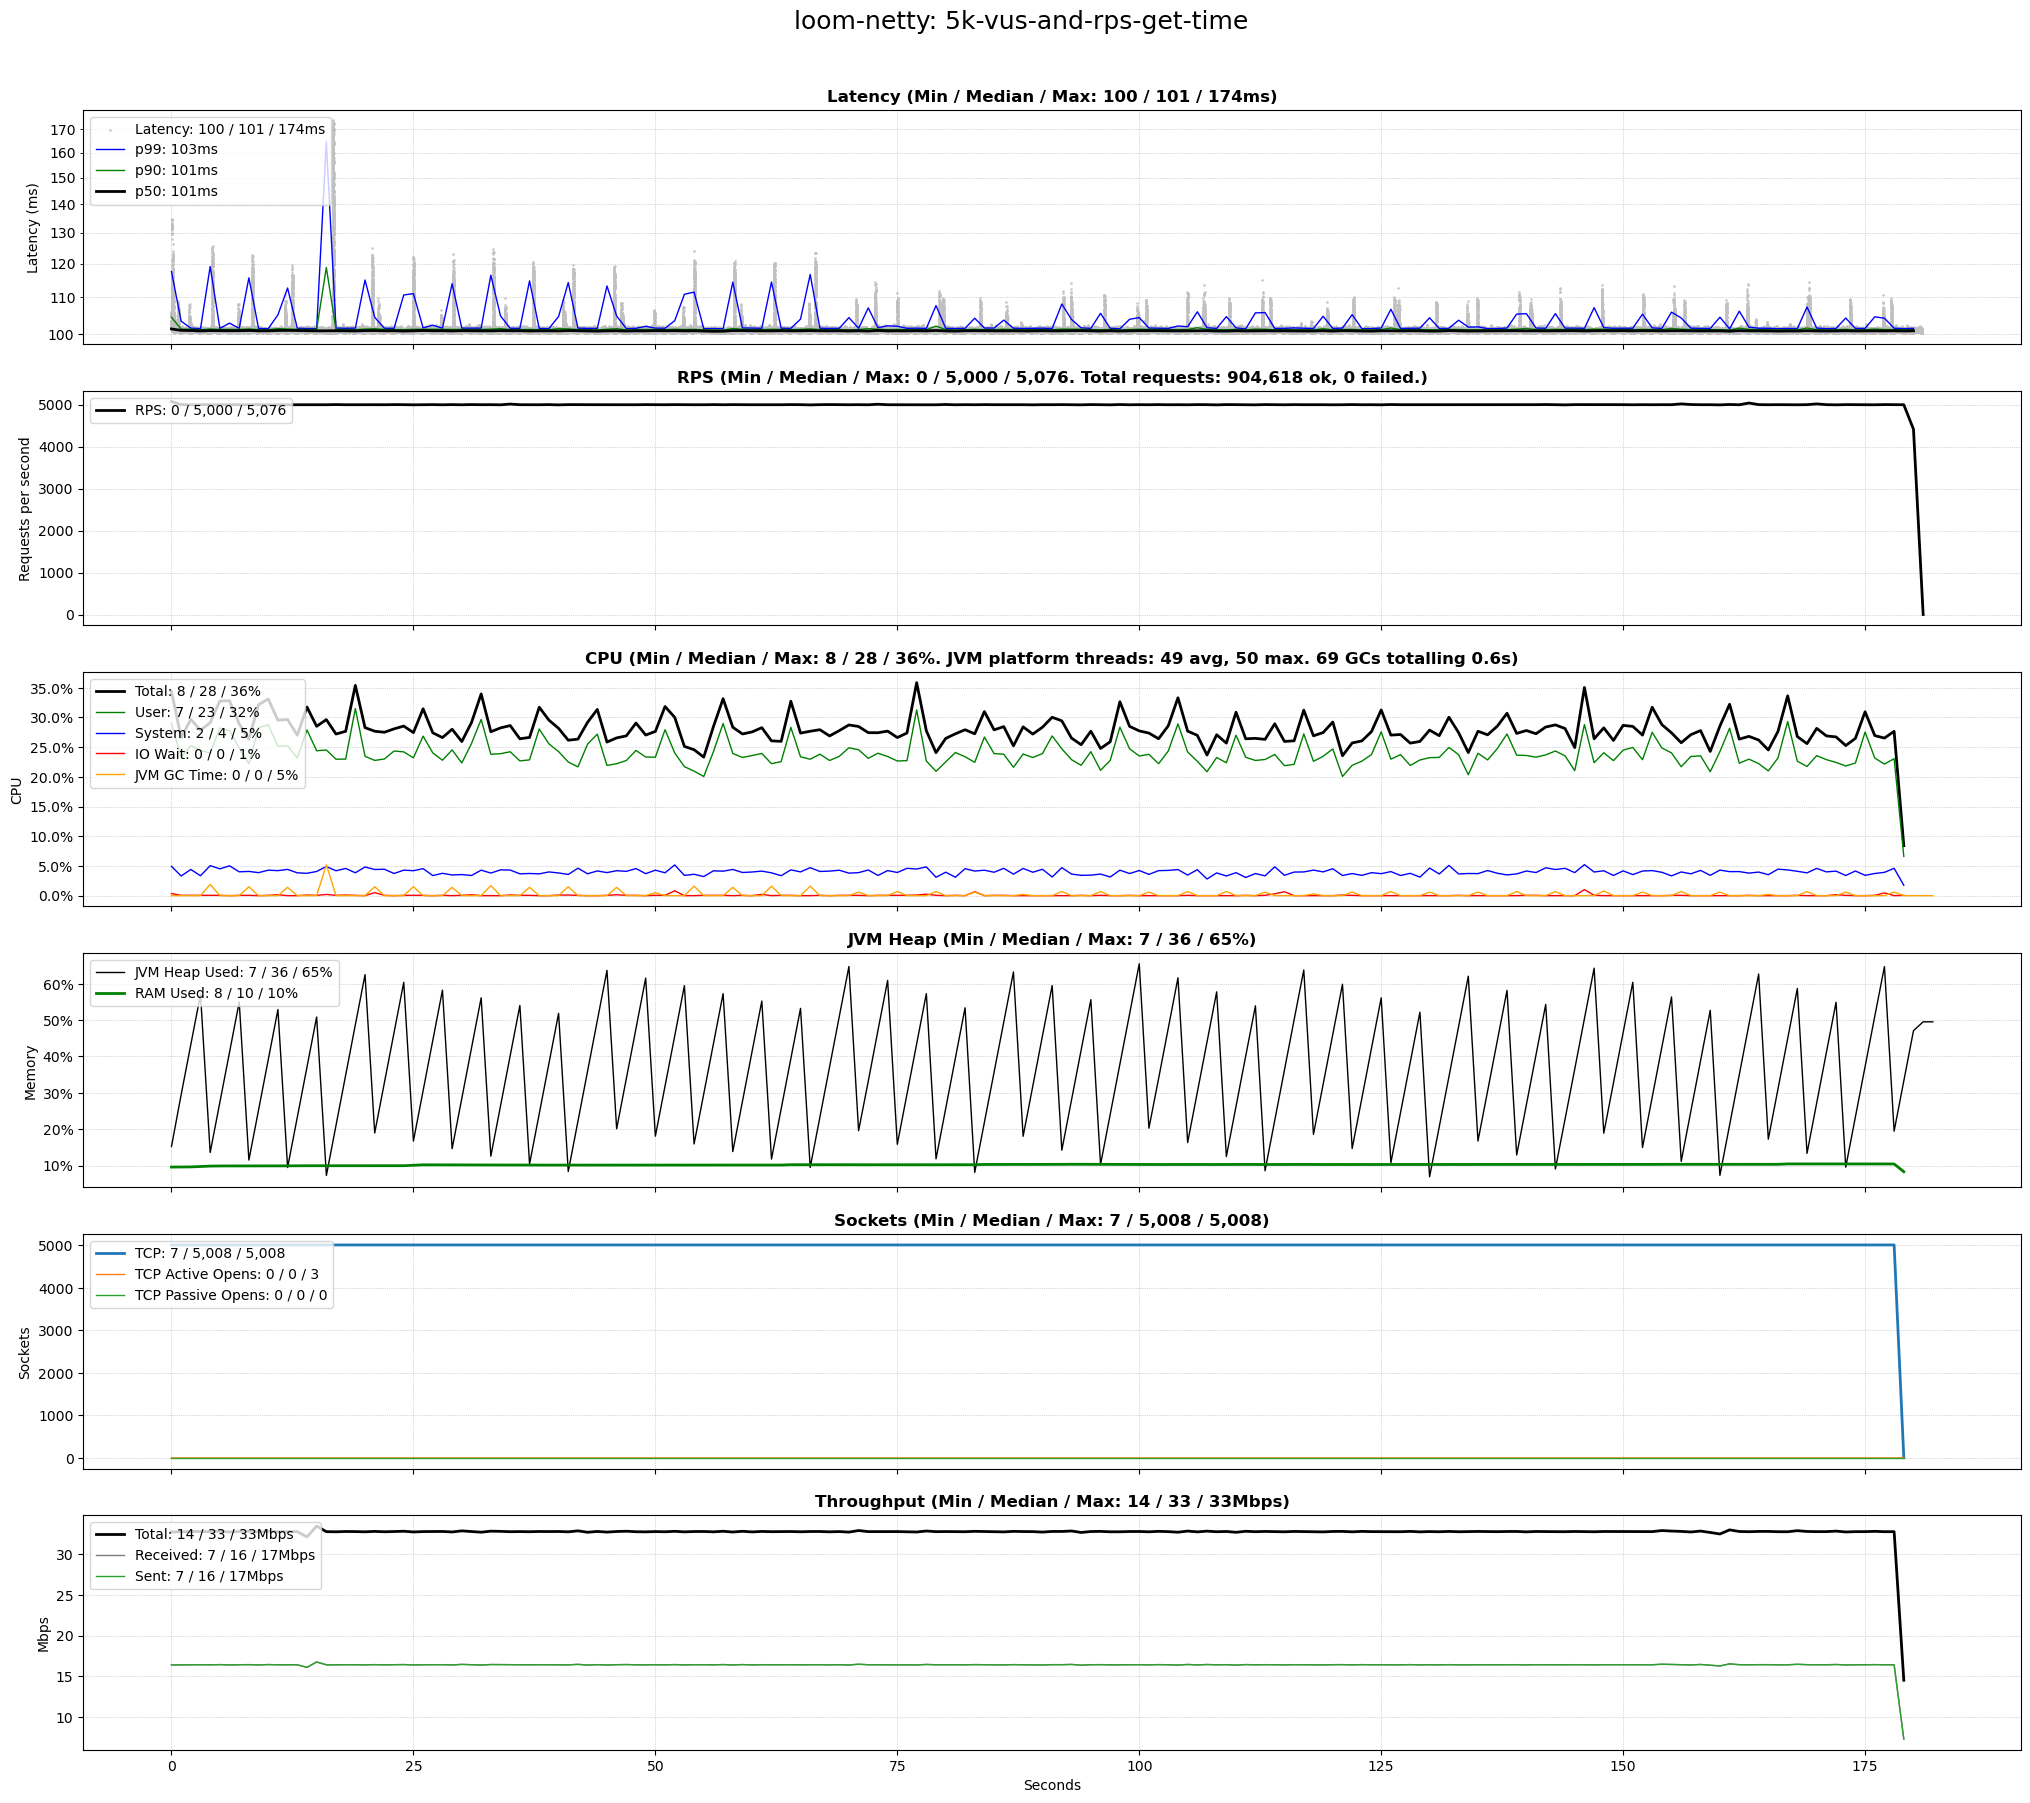 loom-netty: 5k-vus-and-rps-get-time
Latency (Min / Median / Max: 100 / 101 / 174ms)
Latency (ms)
170
160
150
140
130
120
110
100
Latency: 100 / 101 / 174ms
p99: 103ms
p90: 101ms
p50: 101ms
RPS (Min / Median / Max: 0 / 5,000 / 5,076. Total requests: 904,618 ok, 0 failed.)
Requests per second
5000
4000
3000
2000
1000
0
RPS: 0 / 5,000 / 5,076
CPU (Min / Median / Max: 8 / 28 / 36%. JVM platform threads: 49 avg, 50 max. 69 GCs totalling 0.6s)
CPU
35.0%
30.0%
25.0%
20.0%
15.0%
10.0%
5.0%
0.0%
Total: 8 / 28 / 36%
User: 7 / 23 / 32%
System: 2 / 4 / 5%
IO Wait: 0 / 0 / 1%
JVM GC Time: 0 / 0 / 5%
JVM Heap (Min / Median / Max: 7 / 36 / 65%)
Memory
60%
50%
40%
30%
20%
10%
JVM Heap Used: 7 / 36 / 65%
RAM Used: 8 / 10 / 10%
Sockets (Min / Median / Max: 7 / 5,008 / 5,008)
Sockets
5000
4000
3000
2000
1000
0
TCP: 7 / 5,008 / 5,008
TCP Active Opens: 0 / 0 / 3
TCP Passive Opens: 0 / 0 / 0
Throughput (Min / Median / Max: 14 / 33 / 33Mbps)
Mbps
30
25
20
15
10
Total: 14 / 33 / 33Mbps
Received: 7 / 16 / 17Mbps
Sent: 7 / 16 / 17Mbps
0 25 50 75 100 125 150 175
Seconds